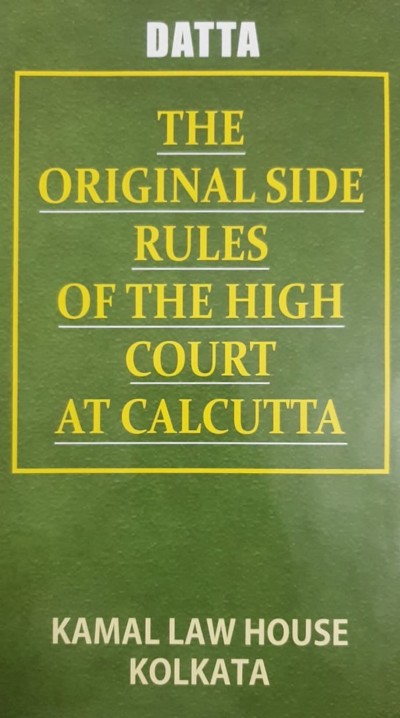 DATTA
THE
ORIGINAL SIDE
RULES
OF THE HIGH
COURT
AT CALCUTTA
KAMAL LAW HOUSE
KOLKATA